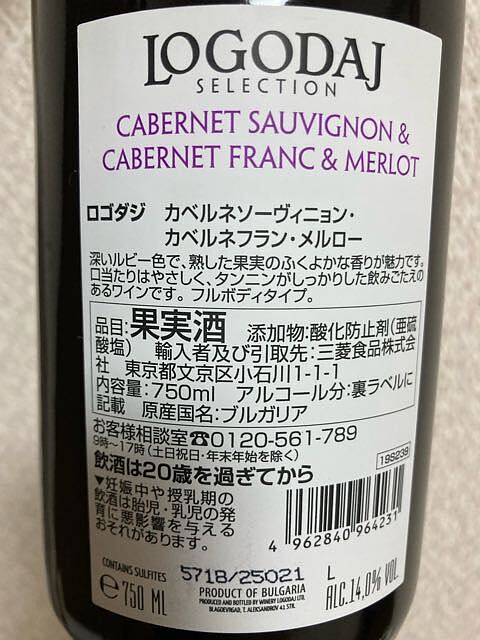 LOGODAJ
SELECTION
CABERNET SAUVIGNON &
CABERNET FRANC & MERLOT
ロゴダジ カベルネソーヴィニョン・
カベルネフラン・メルロー
深いルビー色で、熟した果実のふくよかな香りが魅力です。
口当たりはやさしく、タンニンがしっかりした飲みごたえの
あるワインです。フルボディタイプ。
品目:果実酒 添加物:酸化防止剤(亜硫
酸塩) 輸入者及び引取先:三菱食品株式会
社 東京都文京区小石川1-1-1
内容量:750ml アルコール分:裏ラベルに
記載 原産国名:ブルガリア
お客様相談室☎0120-561-789
9時~17時(土日祝日・年末年始を除く)
19S239
飲酒は20歳を過ぎてから
▼妊娠中や授乳期の
飲酒は胎児・乳児の発
育に悪影響を与える
おそれがあります。
4 962840 964231
CONTAINS SULFITES
5718/25021
L
℮ 750 ML
PRODUCT OF BULGARIA
ALC.14,0% VOL.
PRODUCED AND BOTTLED BY WINERY LOGODAJ LTD.
BLAGOEVGRAD, T. ALEKSANDROV 41 STR.